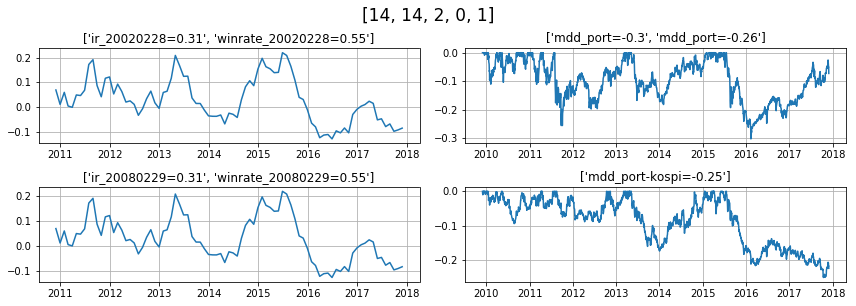 [14, 14, 2, 0, 1]
['ir_20020228=0.31', 'winrate_20020228=0.55']
0.2
0.1
0.0
−0.1
2011 2012 2013 2014 2015 2016 2017 2018
['mdd_port=-0.3', 'mdd_port=-0.26']
0.0
−0.1
−0.2
−0.3
2010 2011 2012 2013 2014 2015 2016 2017 2018
['ir_20080229=0.31', 'winrate_20080229=0.55']
0.2
0.1
0.0
−0.1
2011 2012 2013 2014 2015 2016 2017 2018
['mdd_port-kospi=-0.25']
0.0
−0.1
−0.2
2010 2011 2012 2013 2014 2015 2016 2017 2018